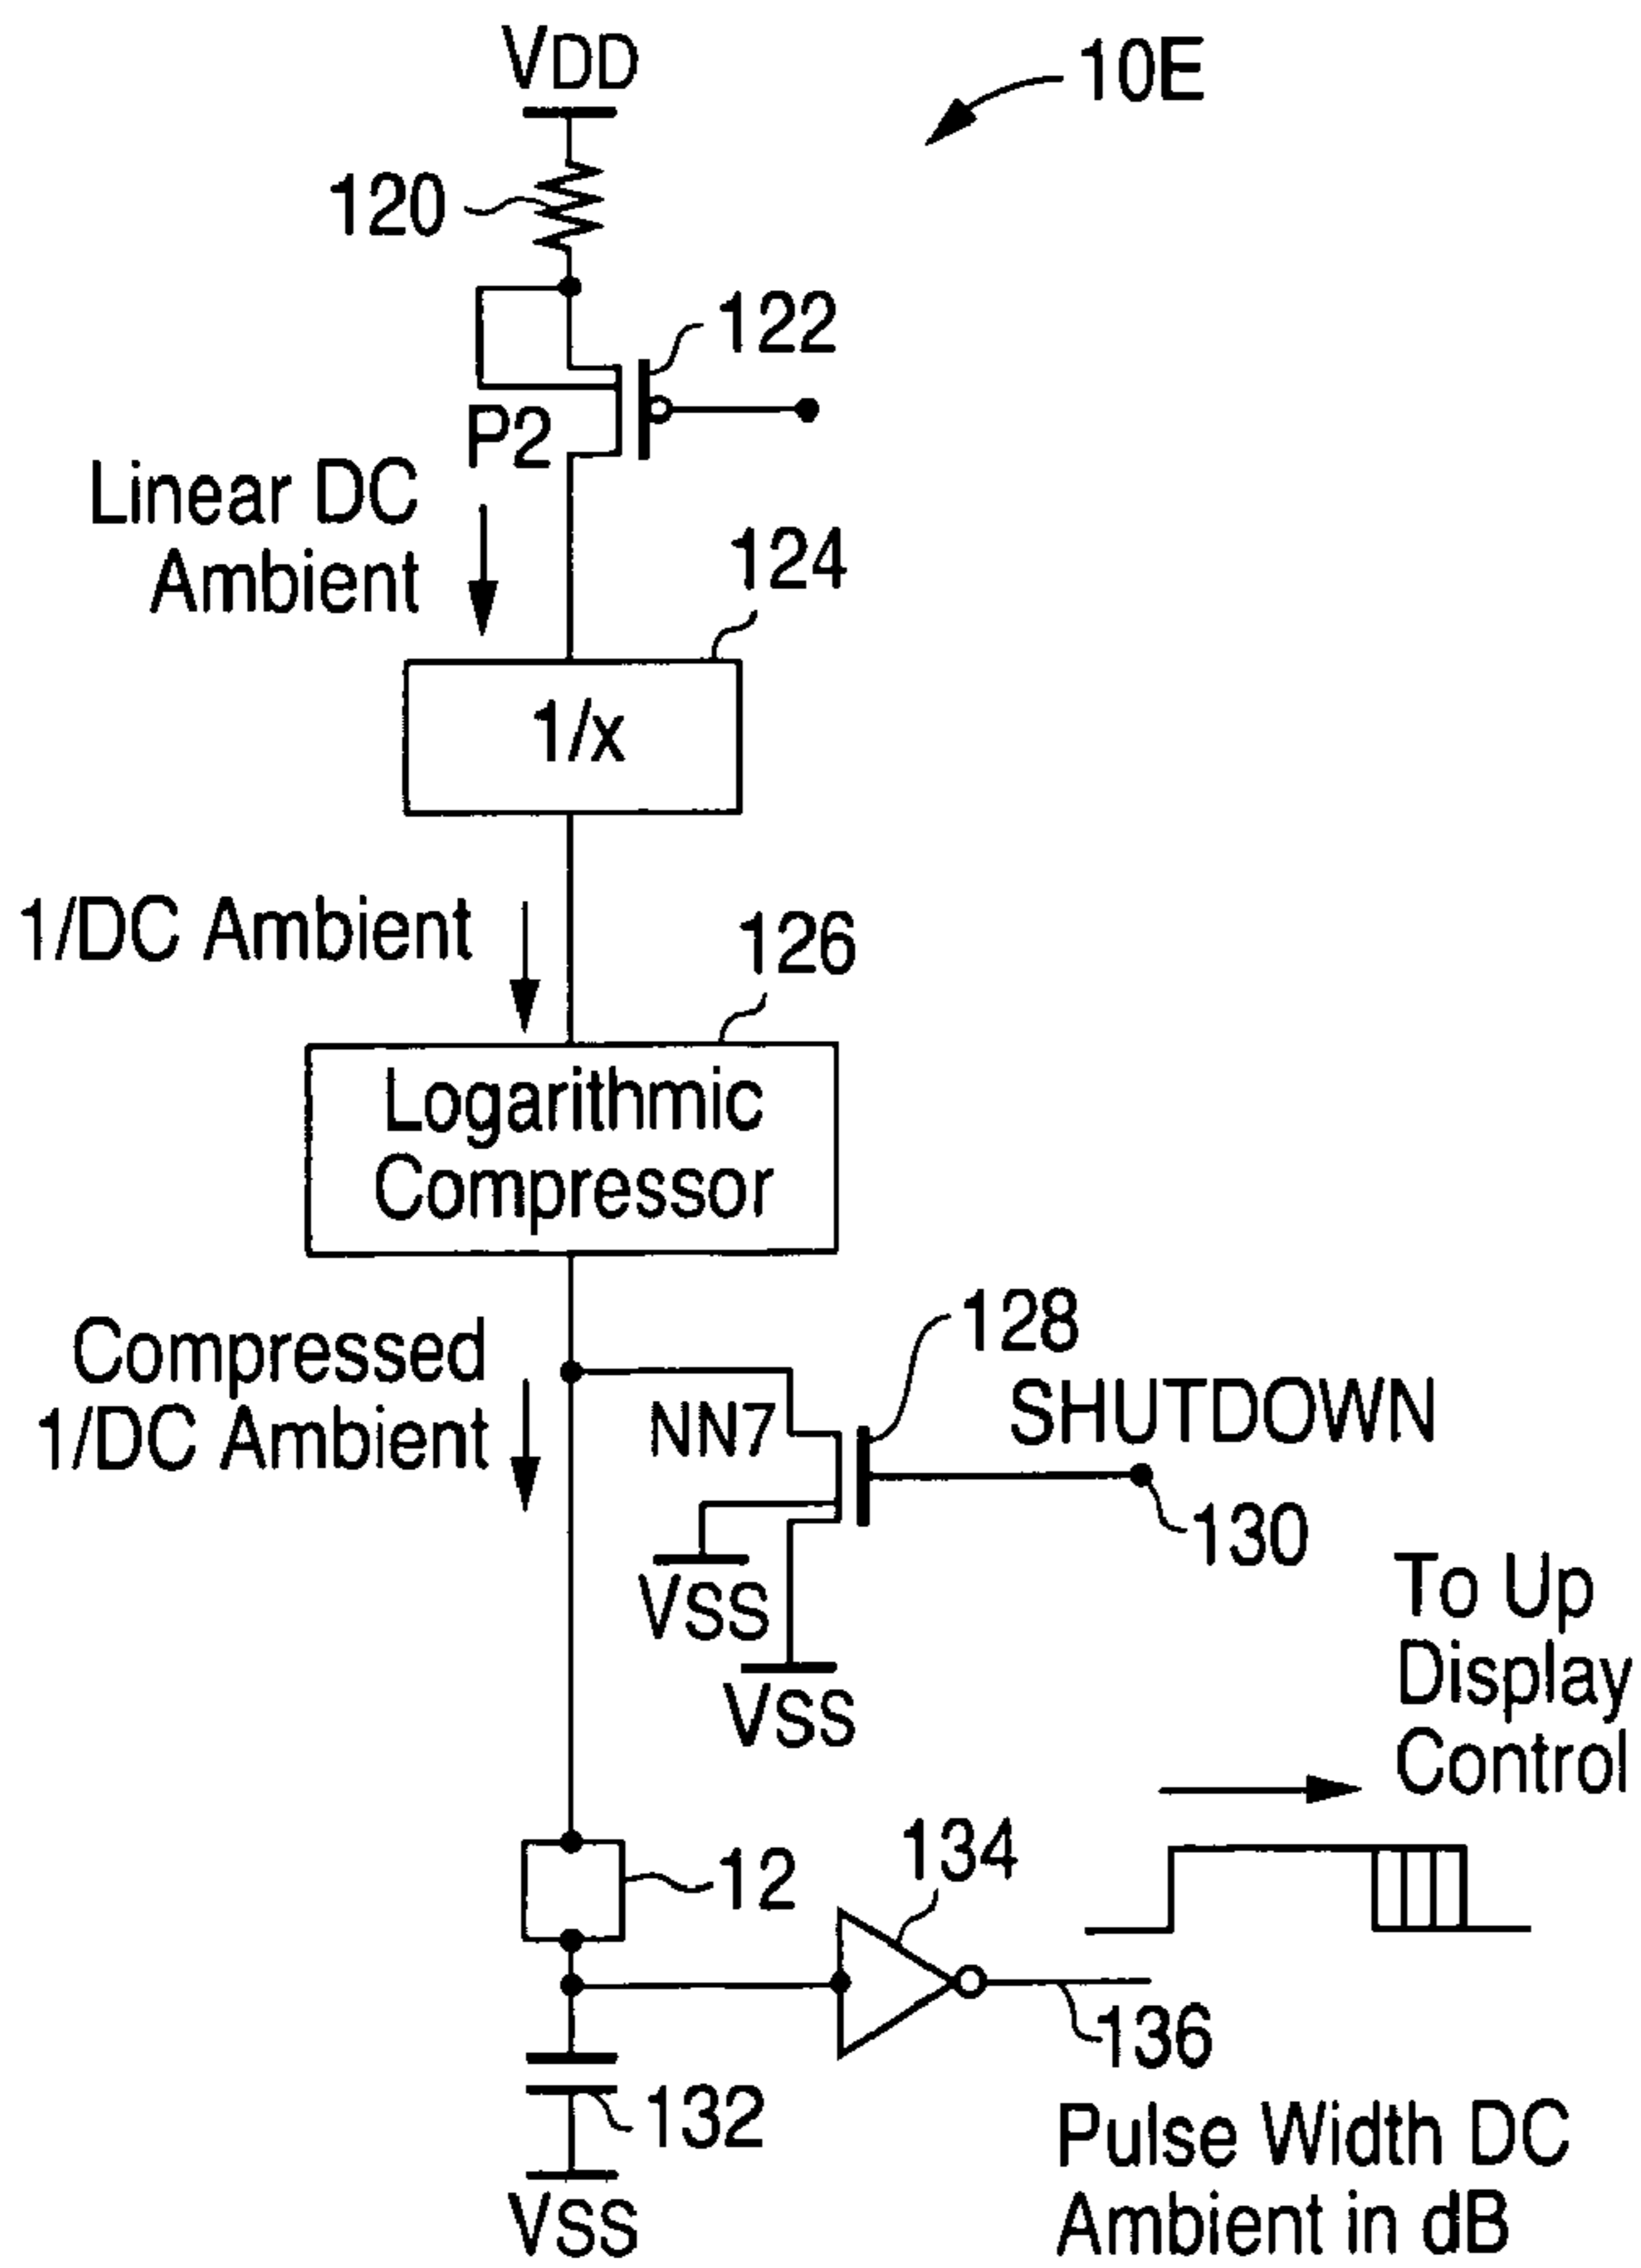 VDD
10E
120
122
P2
Linear DC
Ambient
124
1/x
1/DC Ambient
126
Logarithmic
Compressor
128
Compressed
1/DC Ambient
NN7
SHUTDOWN
130
VSS
VSS
To Up
Display
Control
12
134
136
132
Pulse Width DC
Ambient in dB
VSS